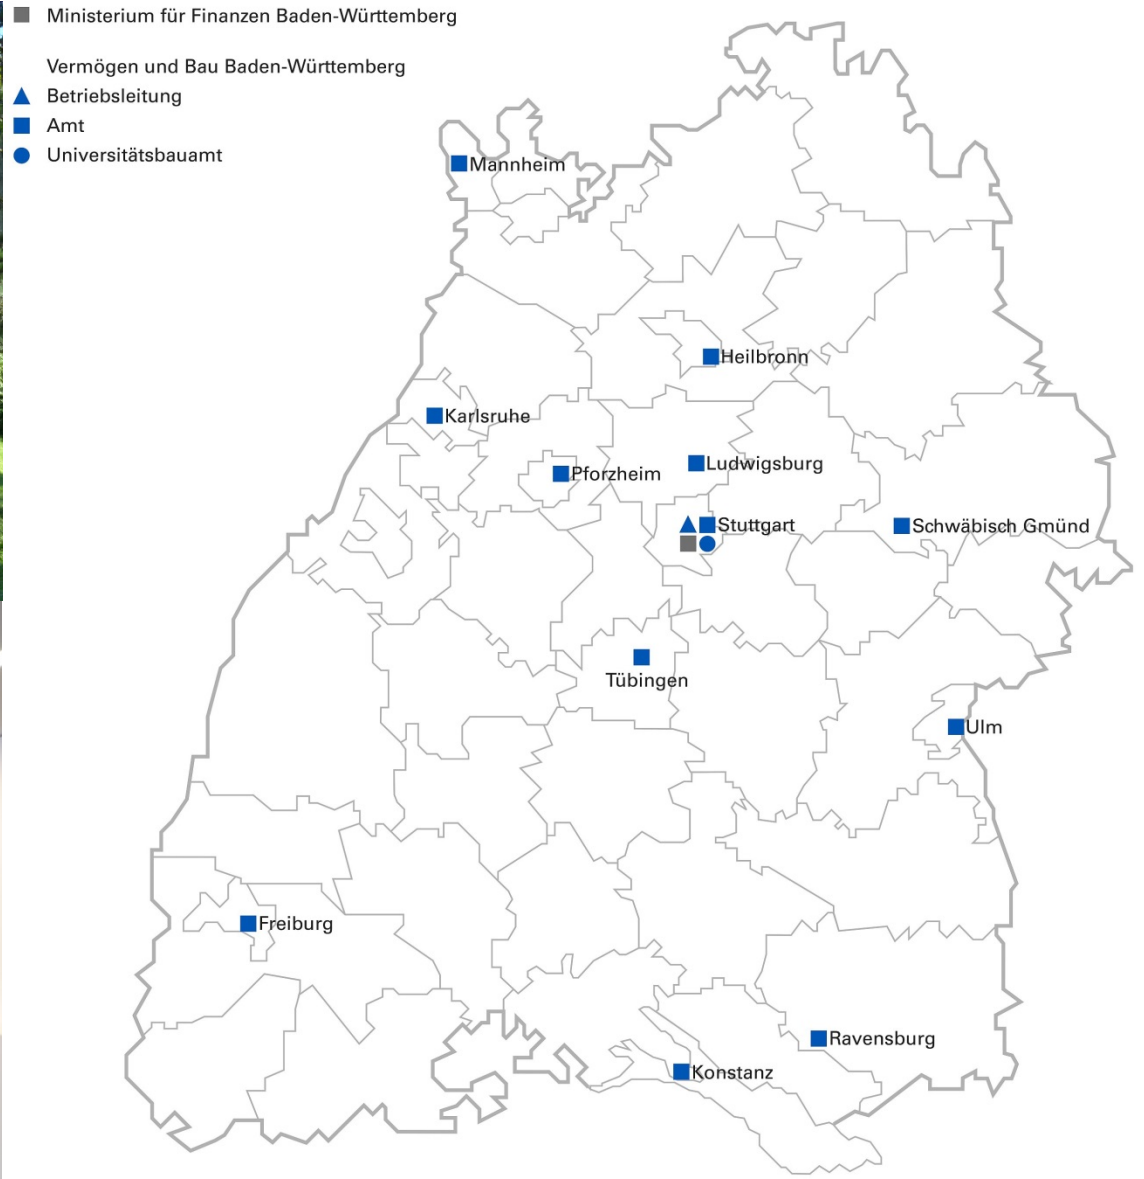 Ministerium für Finanzen Baden-Württemberg
Vermögen und Bau Baden-Württemberg
Betriebsleitung
Amt
Universitätsbauamt
Mannheim
Heilbronn
Karlsruhe
Ludwigsburg
Pforzheim
Stuttgart
Schwäbisch Gmünd
Tübingen
Ulm
Freiburg
Ravensburg
Konstanz